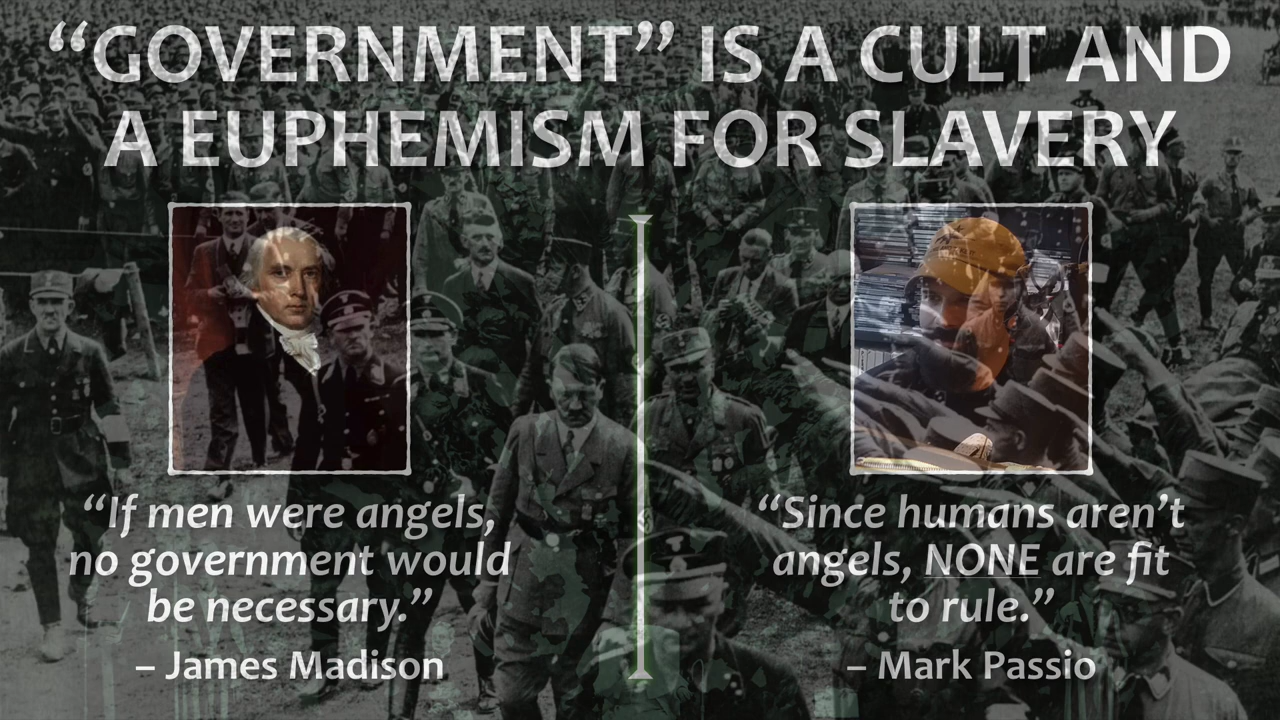 “GOVERNMENT” IS A CULT AND
A EUPHEMISM FOR SLAVERY
“If men were angels,
no government would
be necessary.”
– James Madison
“Since humans aren’t
angels, NONE are fit
to rule.”
– Mark Passio